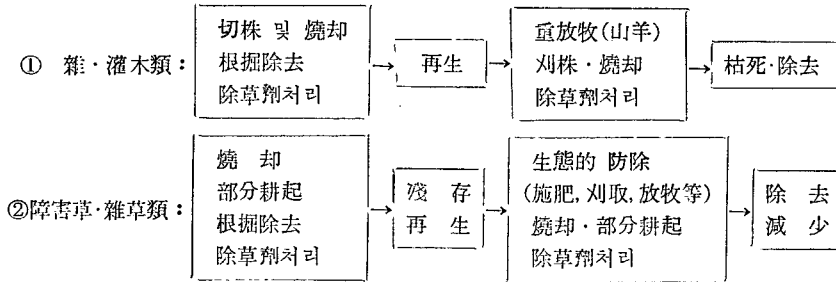 ① 雜·灌木類：
切株 및 燒却
根掘除去
除草劑처리
再生
重放牧(山羊)
刈株·燒却
除草劑처리
枯死·除去
②障害草·雜草類：
燒 却
部分耕起
根掘除去
除草劑처리
殘 存
再 生
生態的 防除
(施肥, 刈取, 放牧等)
燒却·部分耕起
除草劑처리
除 去
減 少